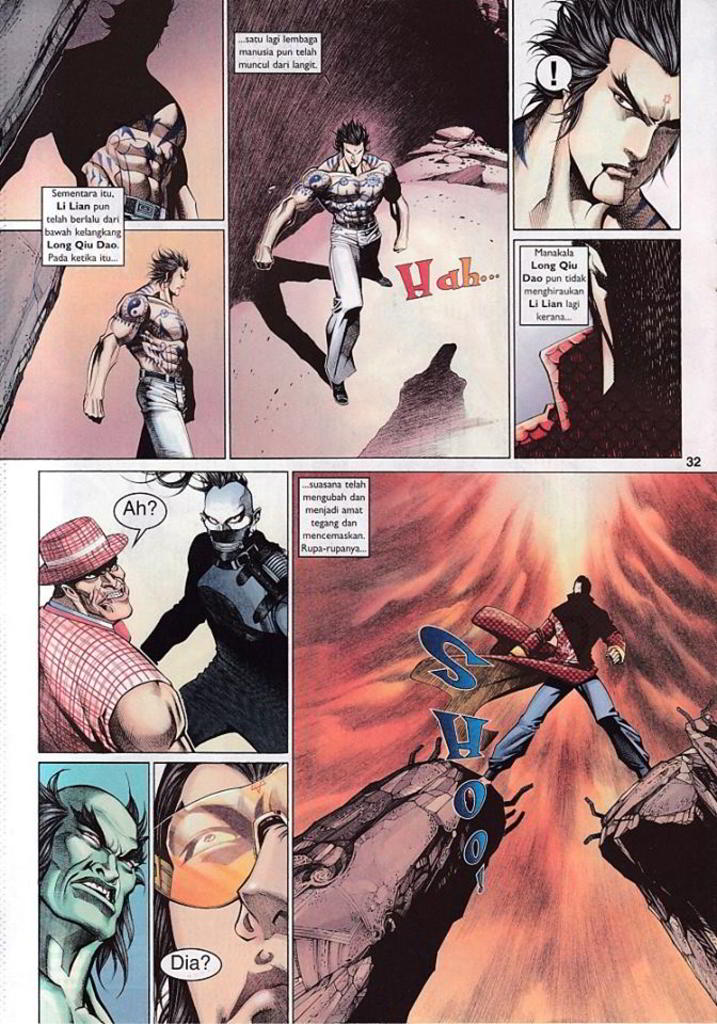 Sementara itu,
Li Lian pun
telah berlalu dari
bawah kelangkang
Long Qiu Dao.
Pada ketika itu...
...satu lagi lembaga
manusia pun telah
muncul dari langit.
Hah...
!
Manakala
Long Qiu
Dao pun tidak
menghiraukan
Li Lian lagi
kerana...
32
Ah?
...suasana telah
mengubah dan
menjadi amat
tegang dan
mencemaskan.
Rupa-rupanya...
SHOO!
Dia?